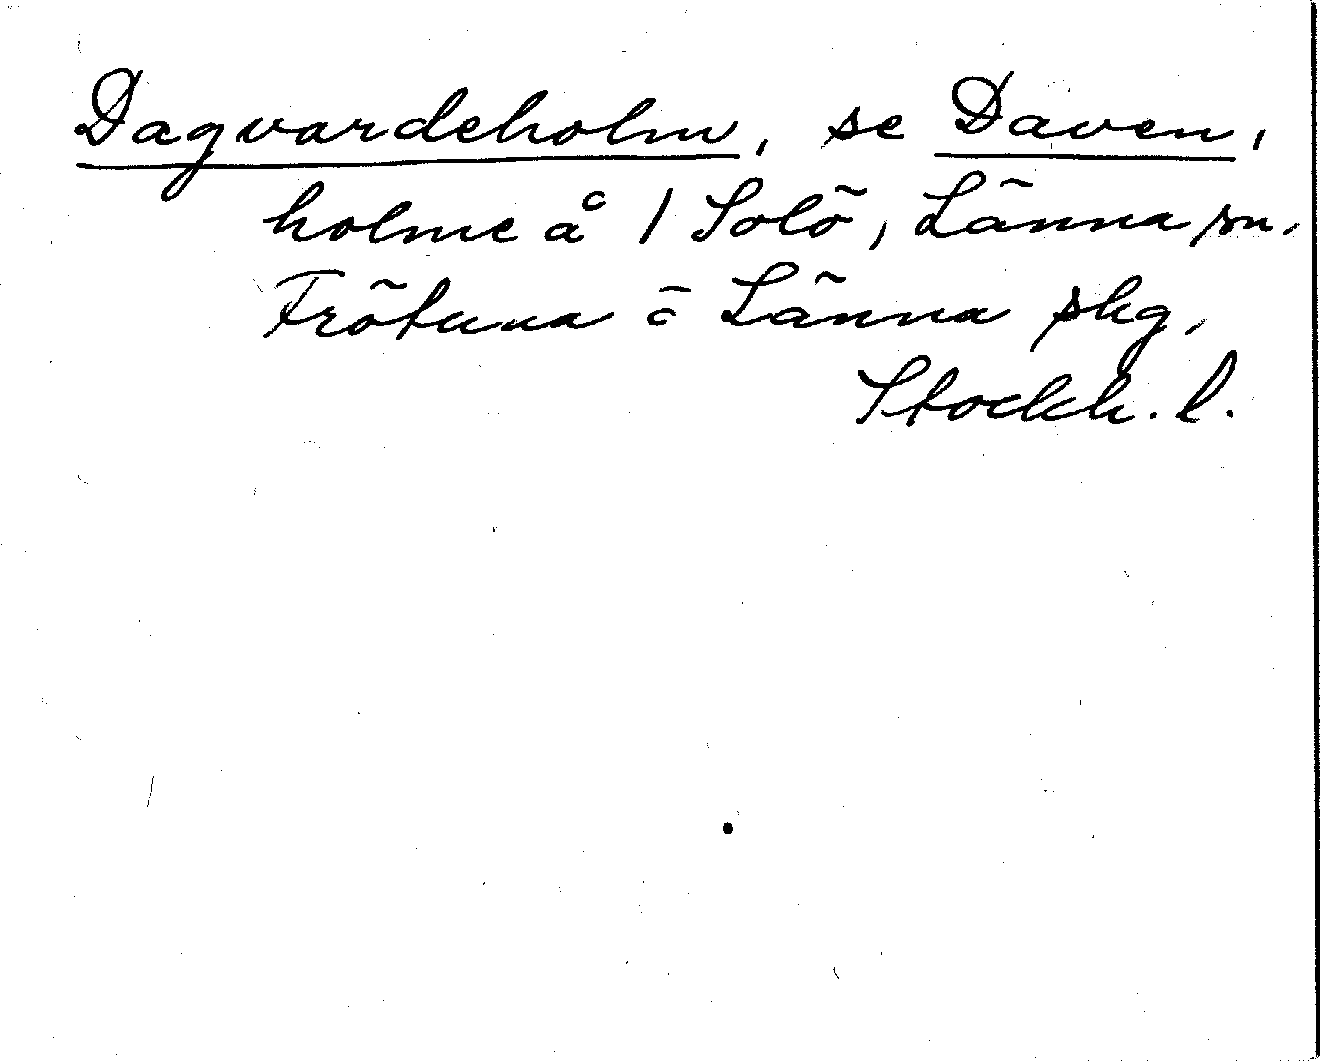 Dagvardeholm, se Daven,
holme å 1 Solö, Länna sn.
Frötuna o Länna skg,
Stockh. l.